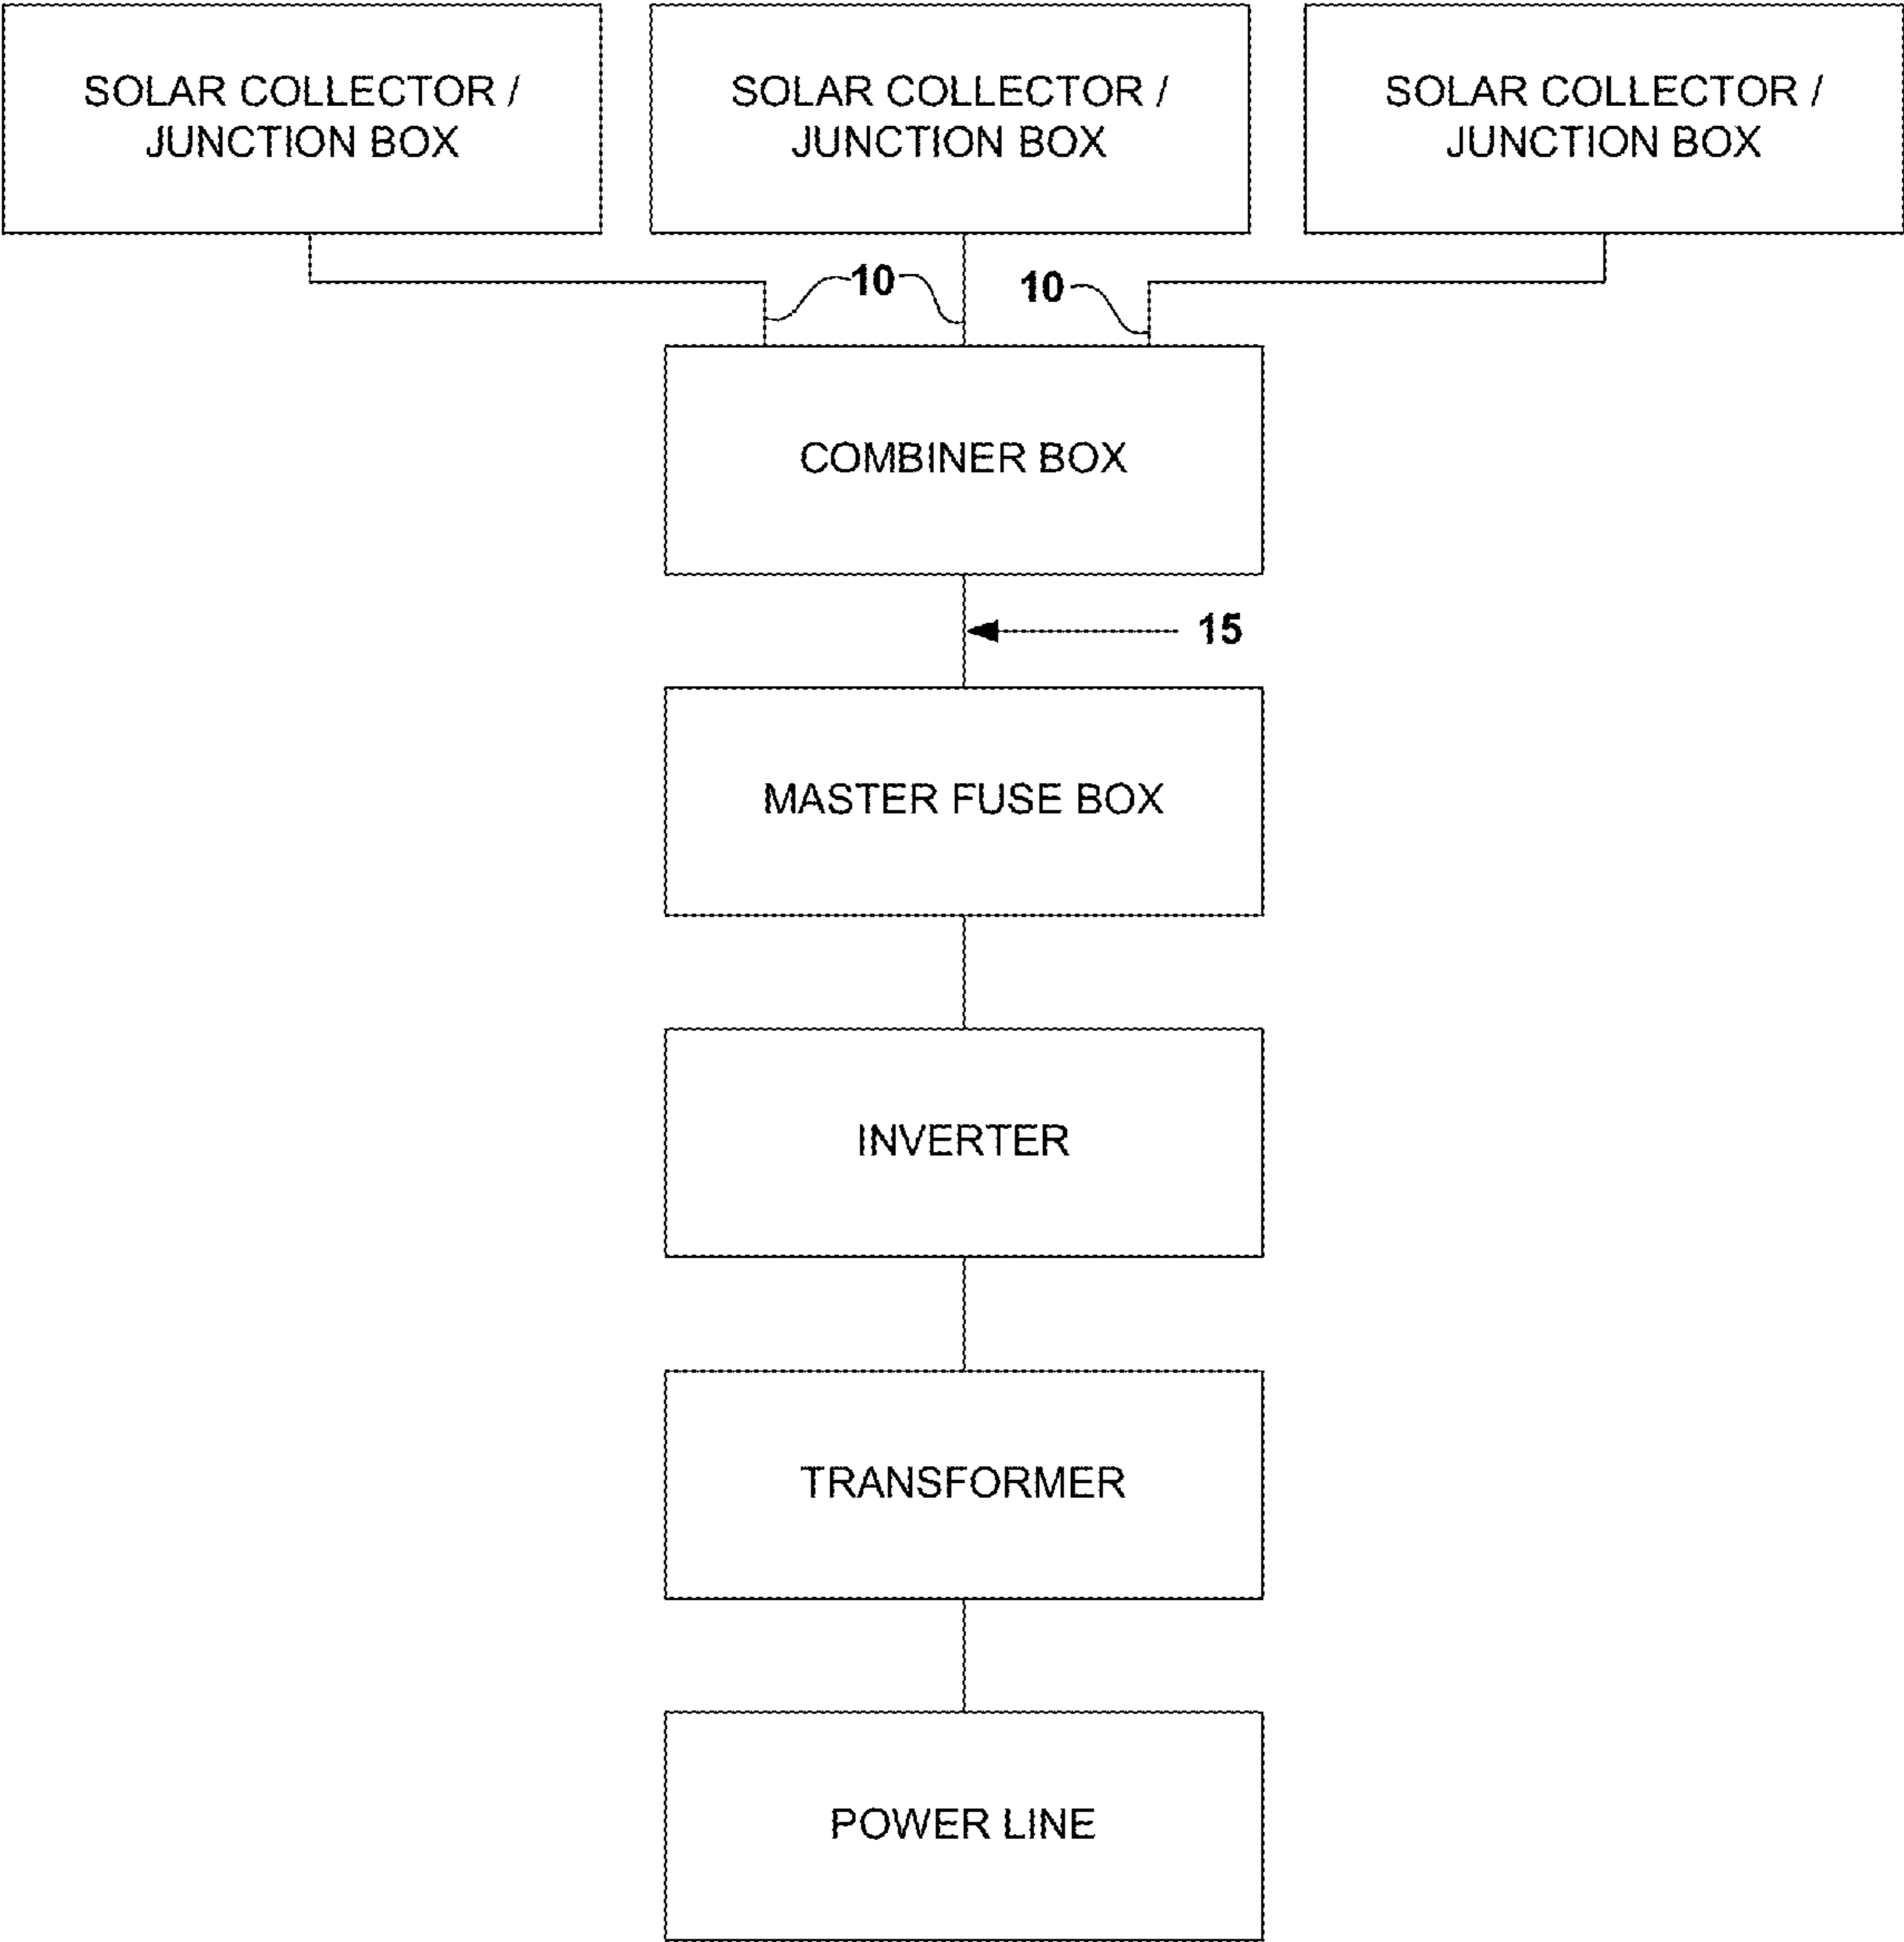 SOLAR COLLECTOR /
JUNCTION BOX
SOLAR COLLECTOR /
JUNCTION BOX
SOLAR COLLECTOR /
JUNCTION BOX
10
10
COMBINER BOX
15
MASTER FUSE BOX
INVERTER
TRANSFORMER
POWER LINE